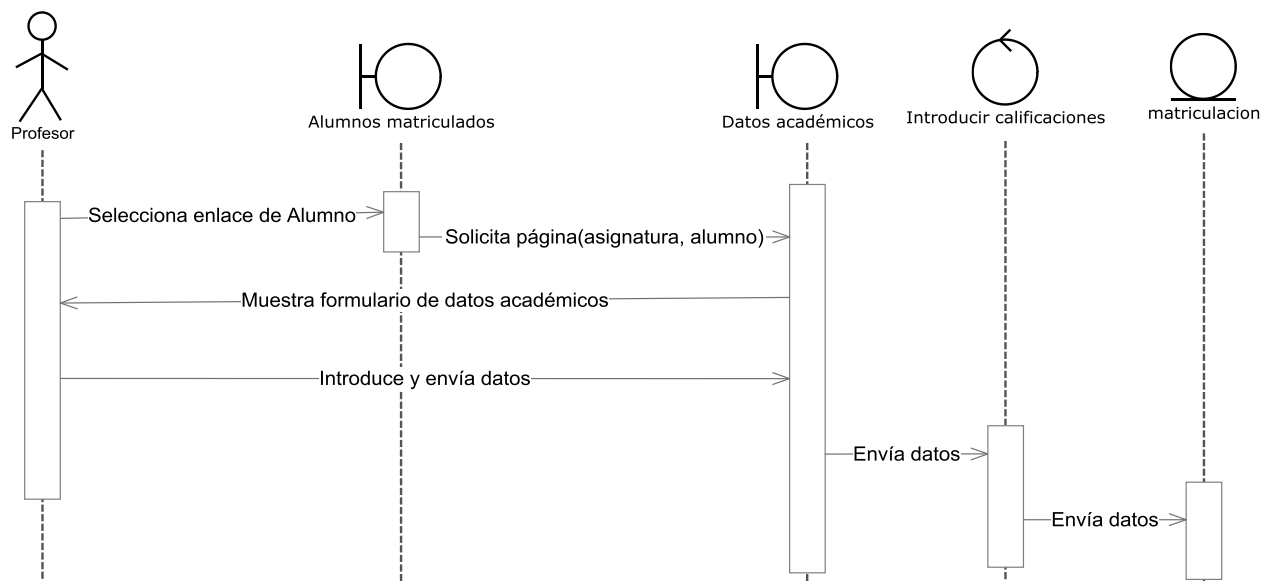 Profesor
Alumnos matriculados
Datos académicos
Introducir calificaciones
matriculacion
Selecciona enlace de Alumno
Solicita página(asignatura, alumno)
Muestra formulario de datos académicos
Introduce y envía datos
Envía datos
Envía datos